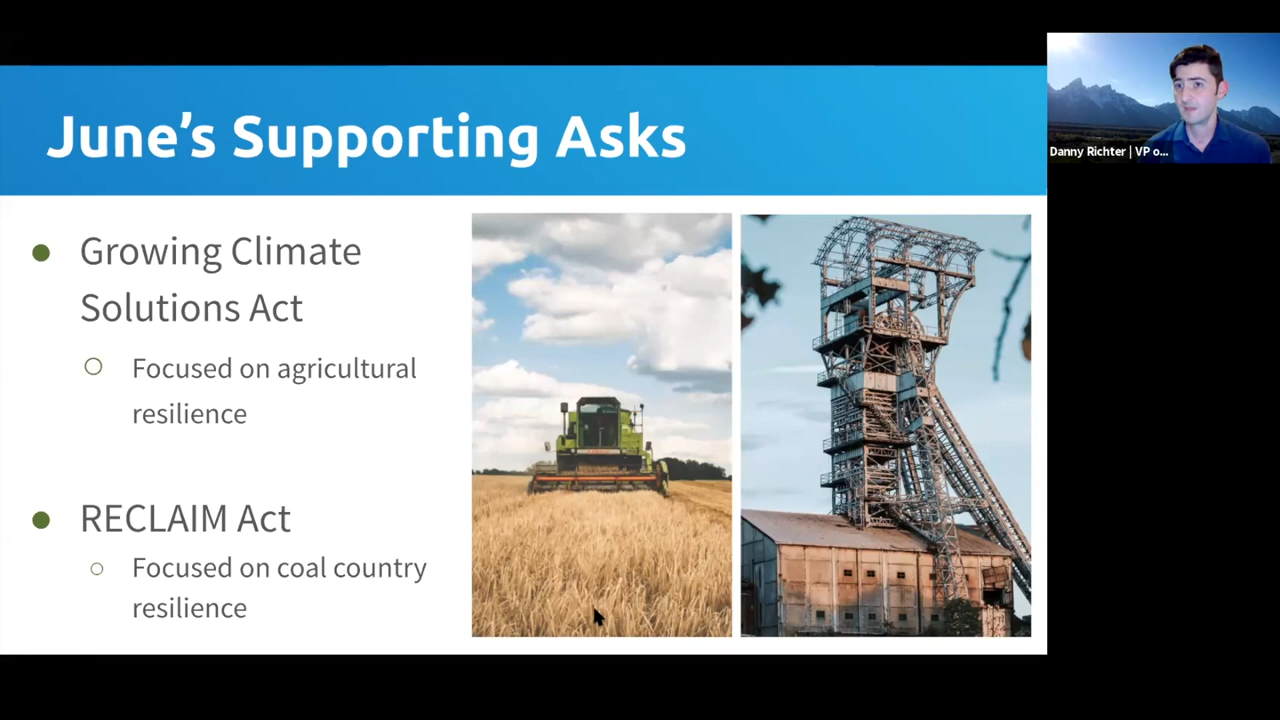 June's Supporting Asks
Danny Richter | VP o...
Growing Climate
Solutions Act
Focused on agricultural
resilience
RECLAIM Act
Focused on coal country
resilience